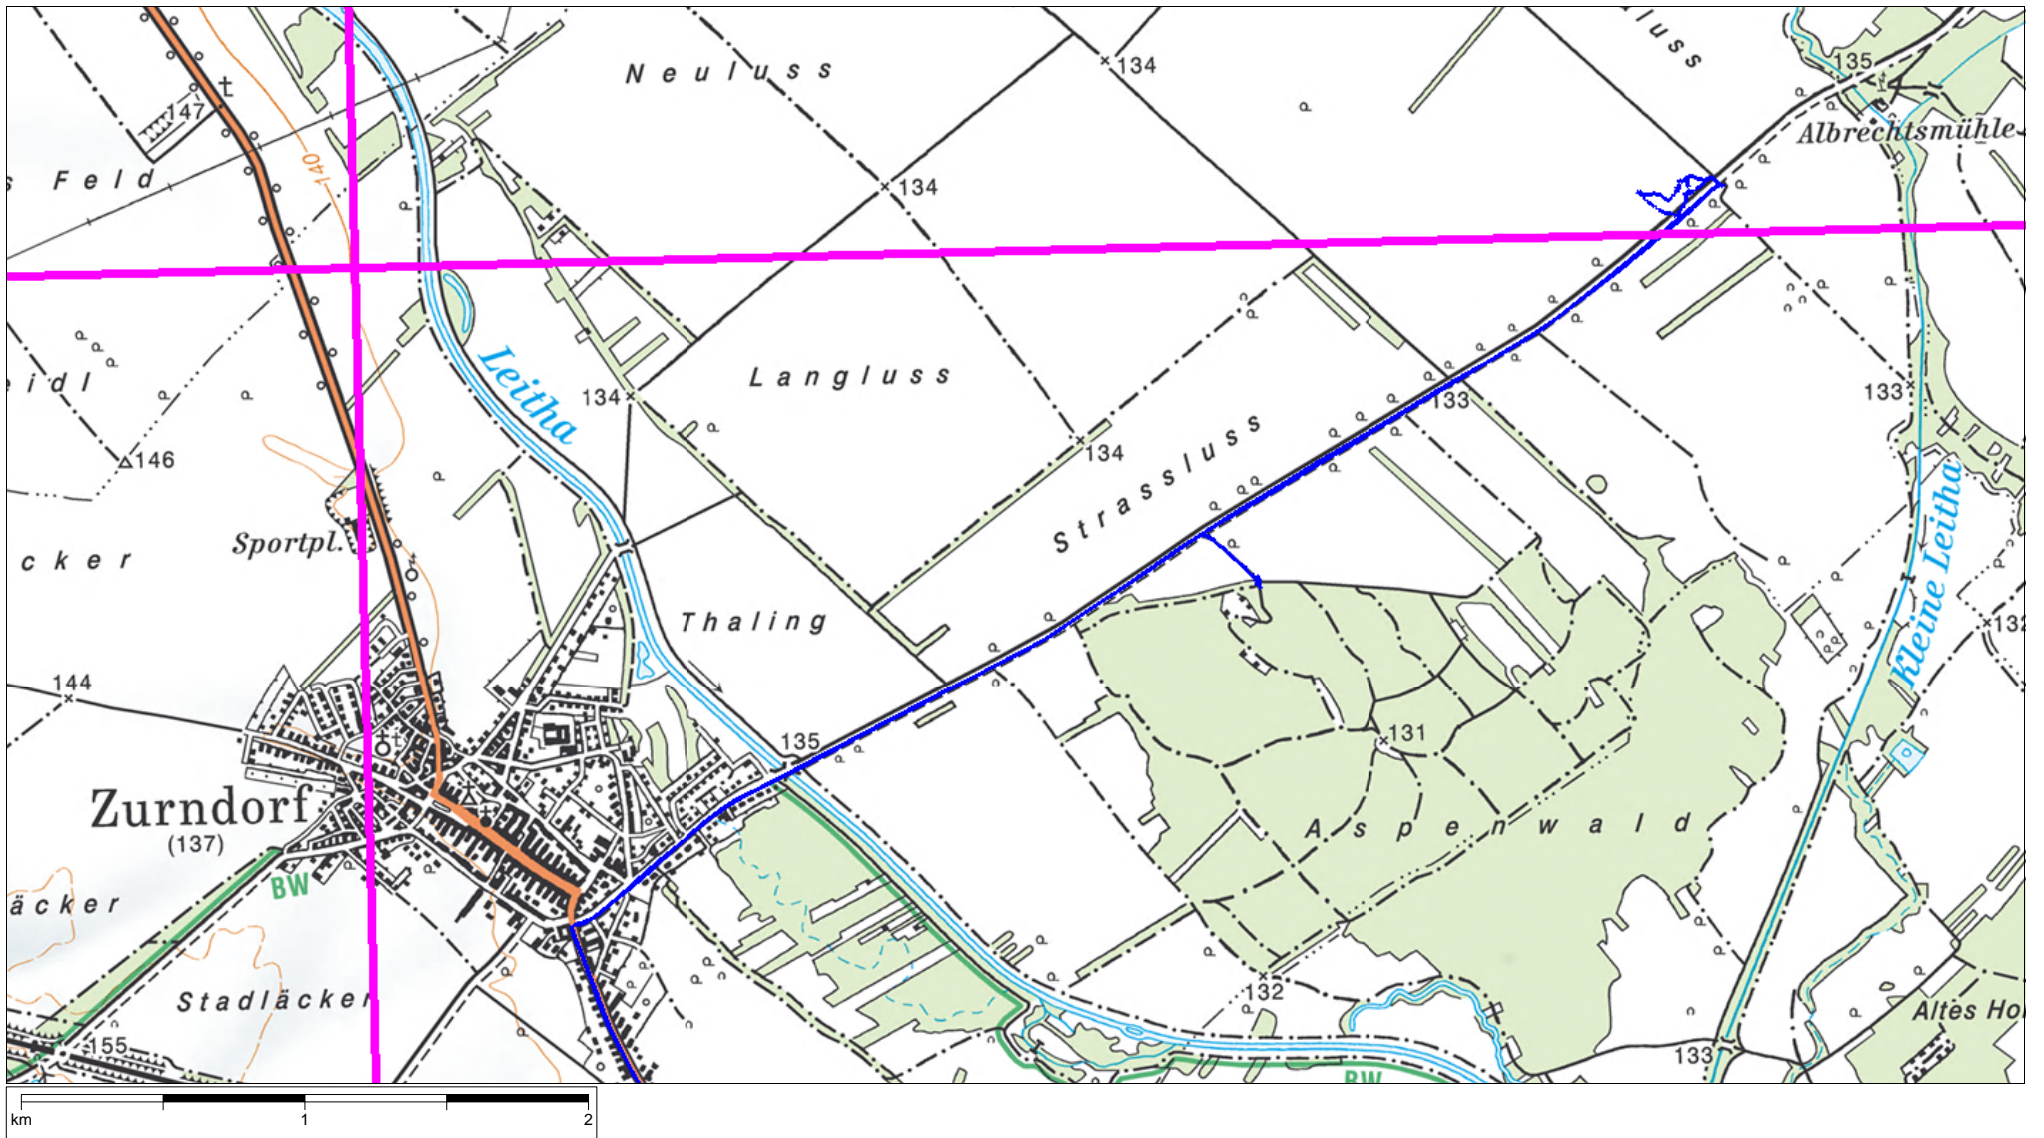 Neuluss
134
luss
135
147
Albrechtsmühle
s Feld
140
134
Leitha
Langluss
eidl
134
133
133
146
134
Strassluss
Sportpl.
cker
Kleine Leitha
Thaling
132
144
135
131
Zurndorf
(137)
Aspenwald
BW
äcker
Stadläcker
132
Altes Ho
155
133
BW
km
1
2